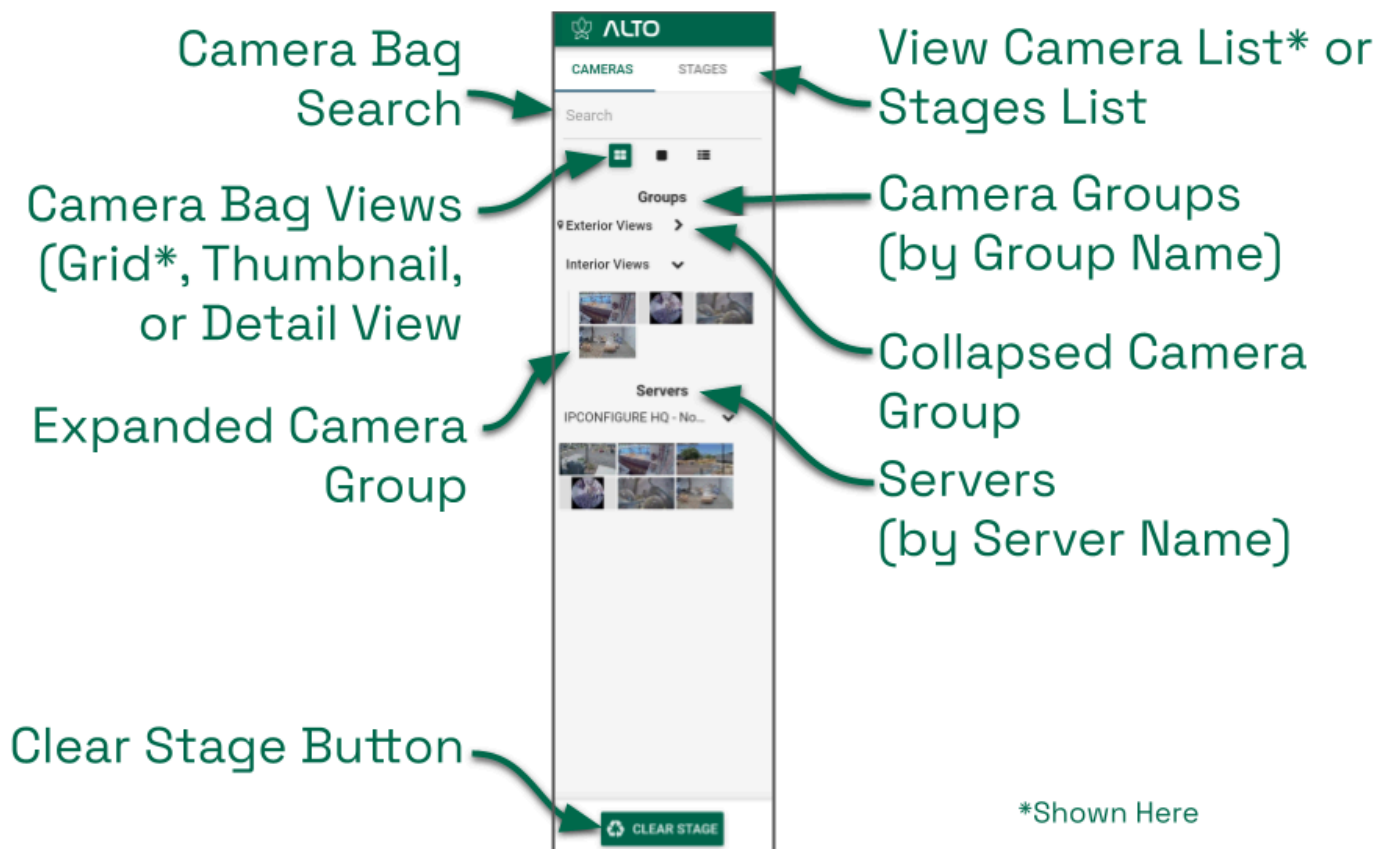 Camera Bag
Search
Camera Bag Views
(Grid*, Thumbnail,
or Detail View
Expanded Camera
Group
Clear Stage Button
ALTO
CAMERAS STAGES
Search
Groups
Exterior Views
Interior Views
Servers
IPCONFIGURE HQ - No...
CLEAR STAGE
View Camera List* or
Stages List
Camera Groups
(by Group Name)
Collapsed Camera
Group
Servers
(by Server Name)
*Shown Here